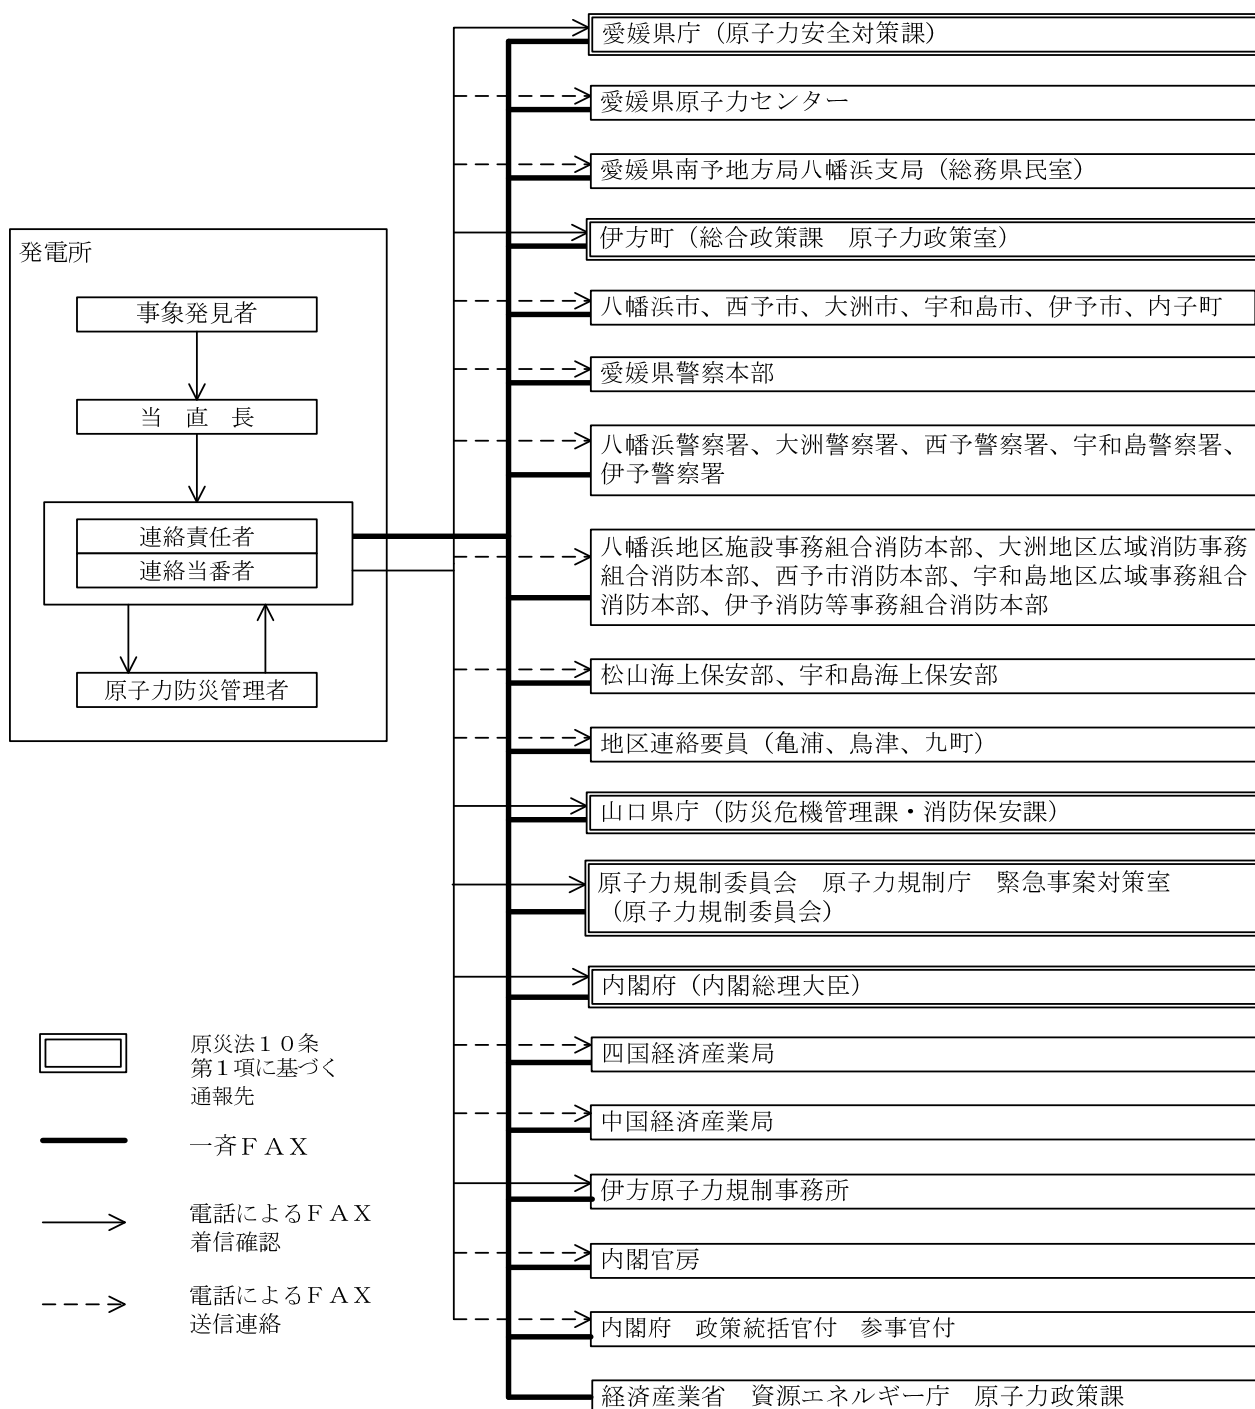 愛媛県庁（原子力安全対策課）
愛媛県原子力センター
愛媛県南予地方局八幡浜支局（総務県民室）
伊方町（総合政策課　原子力政策室）
八幡浜市、西予市、大洲市、宇和島市、伊予市、内子町
愛媛県警察本部
八幡浜警察署、大洲警察署、西予警察署、宇和島警察署、
伊予警察署
八幡浜地区施設事務組合消防本部、大洲地区広域消防事務
組合消防本部、西予市消防本部、宇和島地区広域事務組合
消防本部、伊予消防等事務組合消防本部
松山海上保安部、宇和島海上保安部
地区連絡要員（亀浦、鳥津、九町）
山口県庁（防災危機管理課・消防保安課）
原子力規制委員会　原子力規制庁　緊急事案対策室
（原子力規制委員会）
内閣府（内閣総理大臣）
四国経済産業局
中国経済産業局
伊方原子力規制事務所
内閣官房
内閣府　政策統括官付　参事官付
経済産業省　資源エネルギー庁　原子力政策課
発電所
事象発見者
当　直　長
連絡責任者
連絡当番者
原子力防災管理者
原災法１０条
第１項に基づく
通報先
一斉ＦＡＸ
電話によるＦＡＸ
着信確認
電話によるＦＡＸ
送信連絡